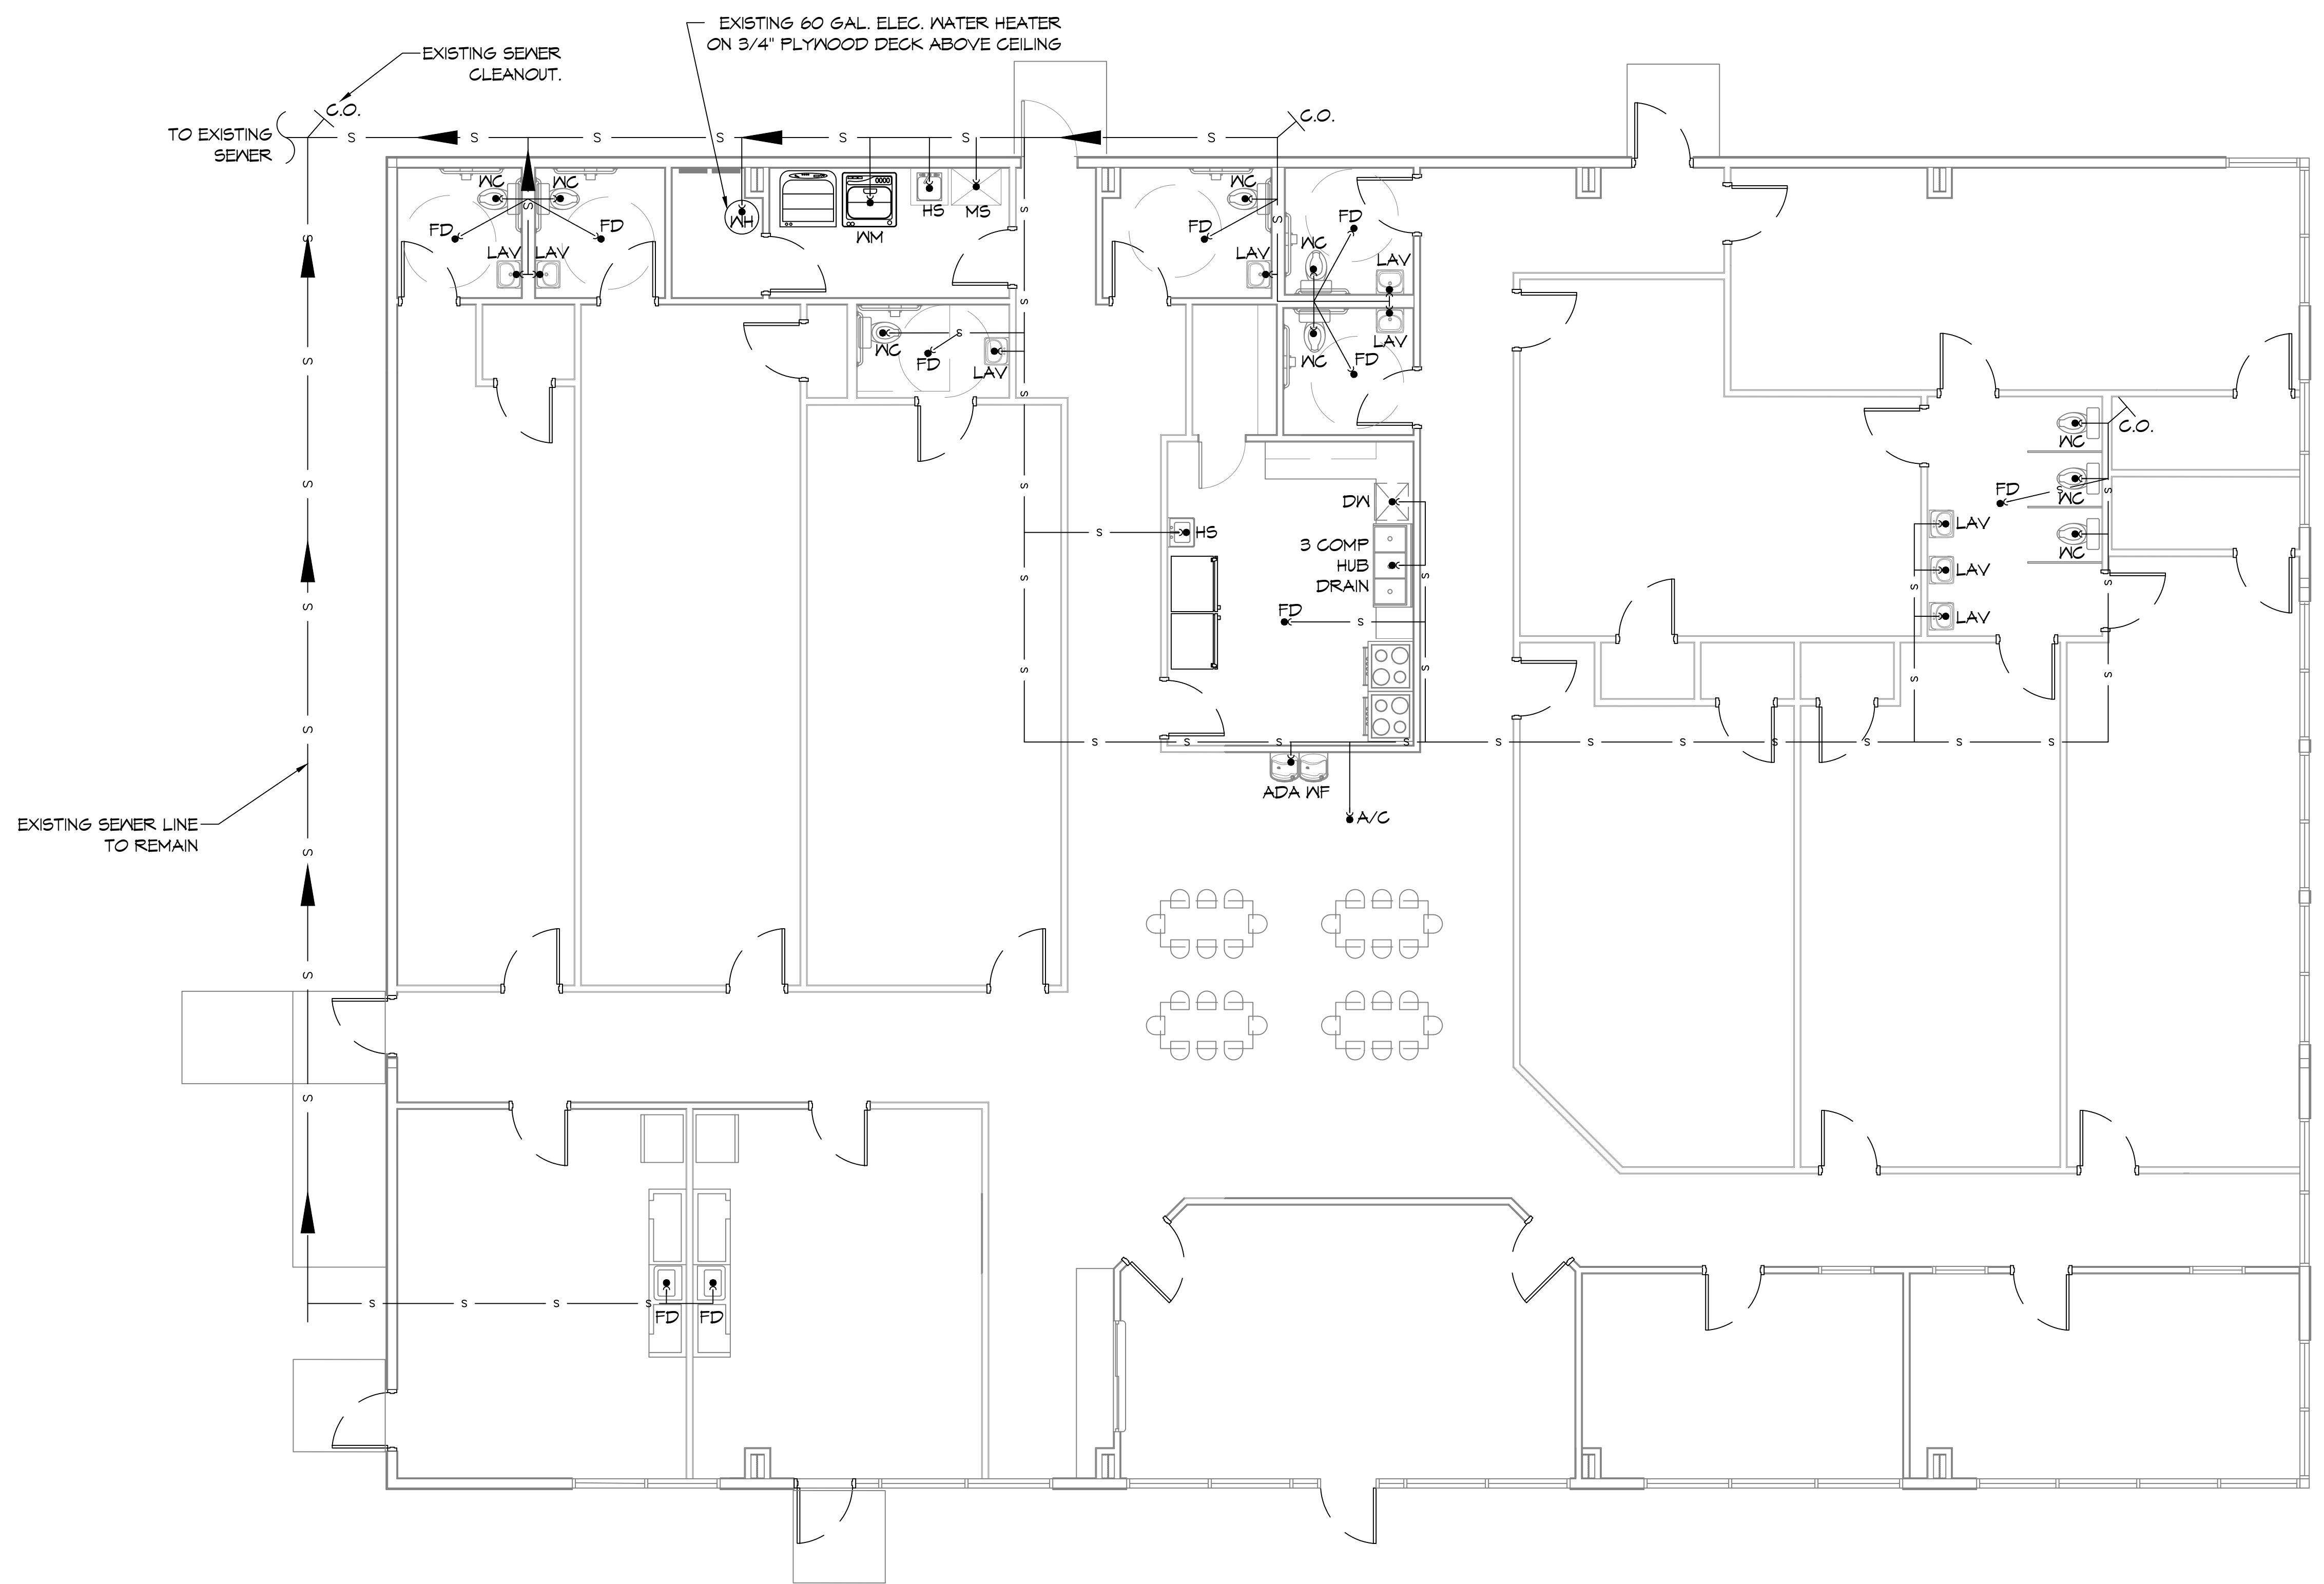 EXISTING 60 GAL. ELEC. WATER HEATER
ON 3/4" PLYWOOD DECK ABOVE CEILING
EXISTING SEWER
CLEANOUT.
C.O.
C.O.
TO EXISTING
SEWER
S S S S S S S
WC WC
WC
FD FD
LAV LAV
S
WH
WM
HS
MS
S
FD
LAV
S
FD
WC
LAV
S
S
WC
FD
LAV
S
S
LAV
WC
FD
S
S
C.O.
WC
WC
WC
FD
S
S
LAV
LAV
LAV
S
S
S
S
DW
HS
S
3 COMP
HUB
DRAIN
FD
S
S
S
S
S
S
S
S
S
S S S S S S S S S S S
ADA WF
A/C
EXISTING SEWER LINE
TO REMAIN
S
S
S
S S S S
FD FD